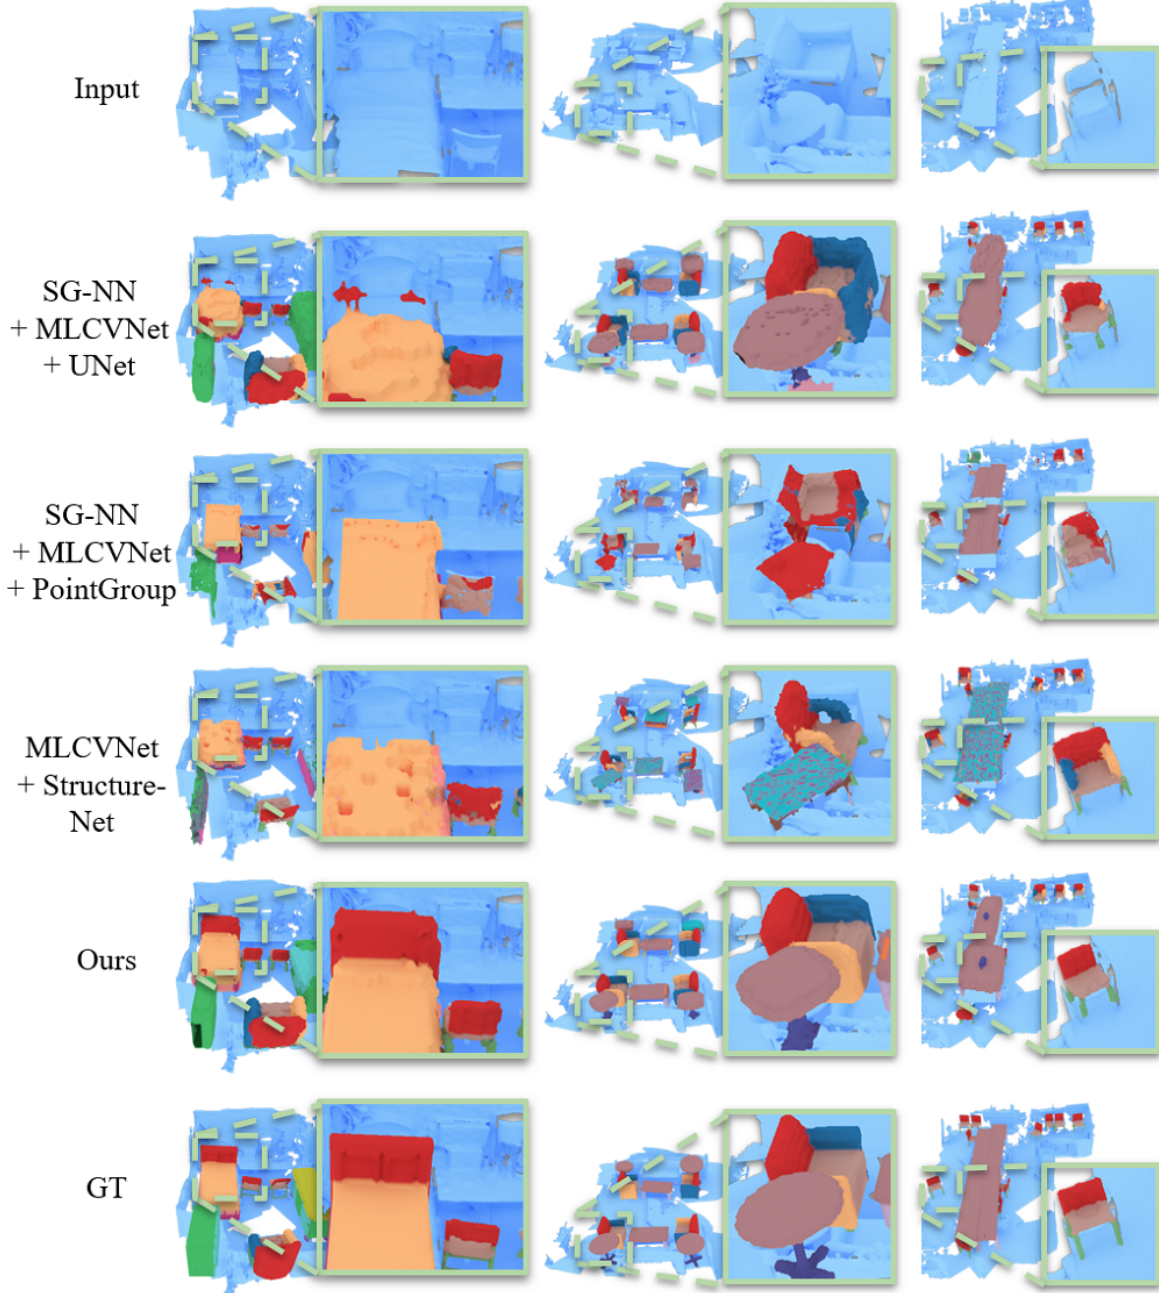 Input
SG-NN
+ MLCVNet
+ UNet
SG-NN
+ MLCVNet
+ PointGroup
MLCVNet
+ Structure-
Net
Ours
GT